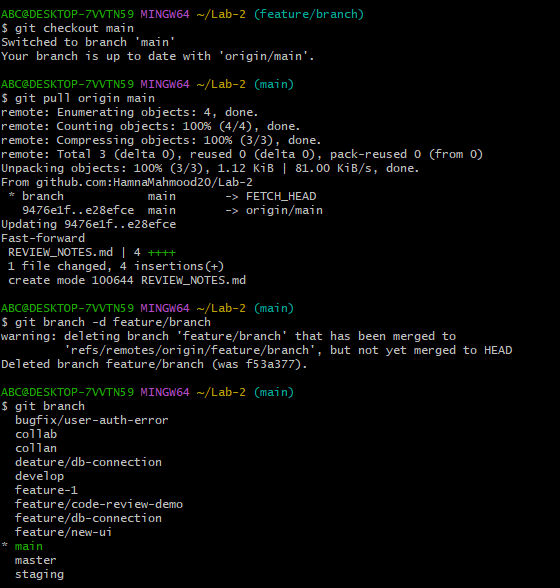 ABC@DESKTOP-7VVTN59 MINGW64 ~/Lab-2 (feature/branch)
$ git checkout main
Switched to branch 'main'
Your branch is up to date with 'origin/main'.

ABC@DESKTOP-7VVTN59 MINGW64 ~/Lab-2 (main)
$ git pull origin main
remote: Enumerating objects: 4, done.
remote: Counting objects: 100% (4/4), done.
remote: Compressing objects: 100% (3/3), done.
remote: Total 3 (delta 0), reused 0 (delta 0), pack-reused 0 (from 0)
Unpacking objects: 100% (3/3), 1.12 KiB | 81.00 KiB/s, done.
From github.com:HamnaMahmood20/Lab-2
 * branch            main       -> FETCH_HEAD
   9476e1f..e28efce  main       -> origin/main
Updating 9476e1f..e28efce
Fast-forward
 REVIEW_NOTES.md | 4 ++++
 1 file changed, 4 insertions(+)
 create mode 100644 REVIEW_NOTES.md

ABC@DESKTOP-7VVTN59 MINGW64 ~/Lab-2 (main)
$ git branch -d feature/branch
warning: deleting branch 'feature/branch' that has been merged to
         'refs/remotes/origin/feature/branch', but not yet merged to HEAD
Deleted branch feature/branch (was f53a377).

ABC@DESKTOP-7VVTN59 MINGW64 ~/Lab-2 (main)
$ git branch
  bugfix/user-auth-error
  collab
  collan
  deature/db-connection
  develop
  feature-1
  feature/code-review-demo
  feature/db-connection
  feature/new-ui
* main
  master
  staging